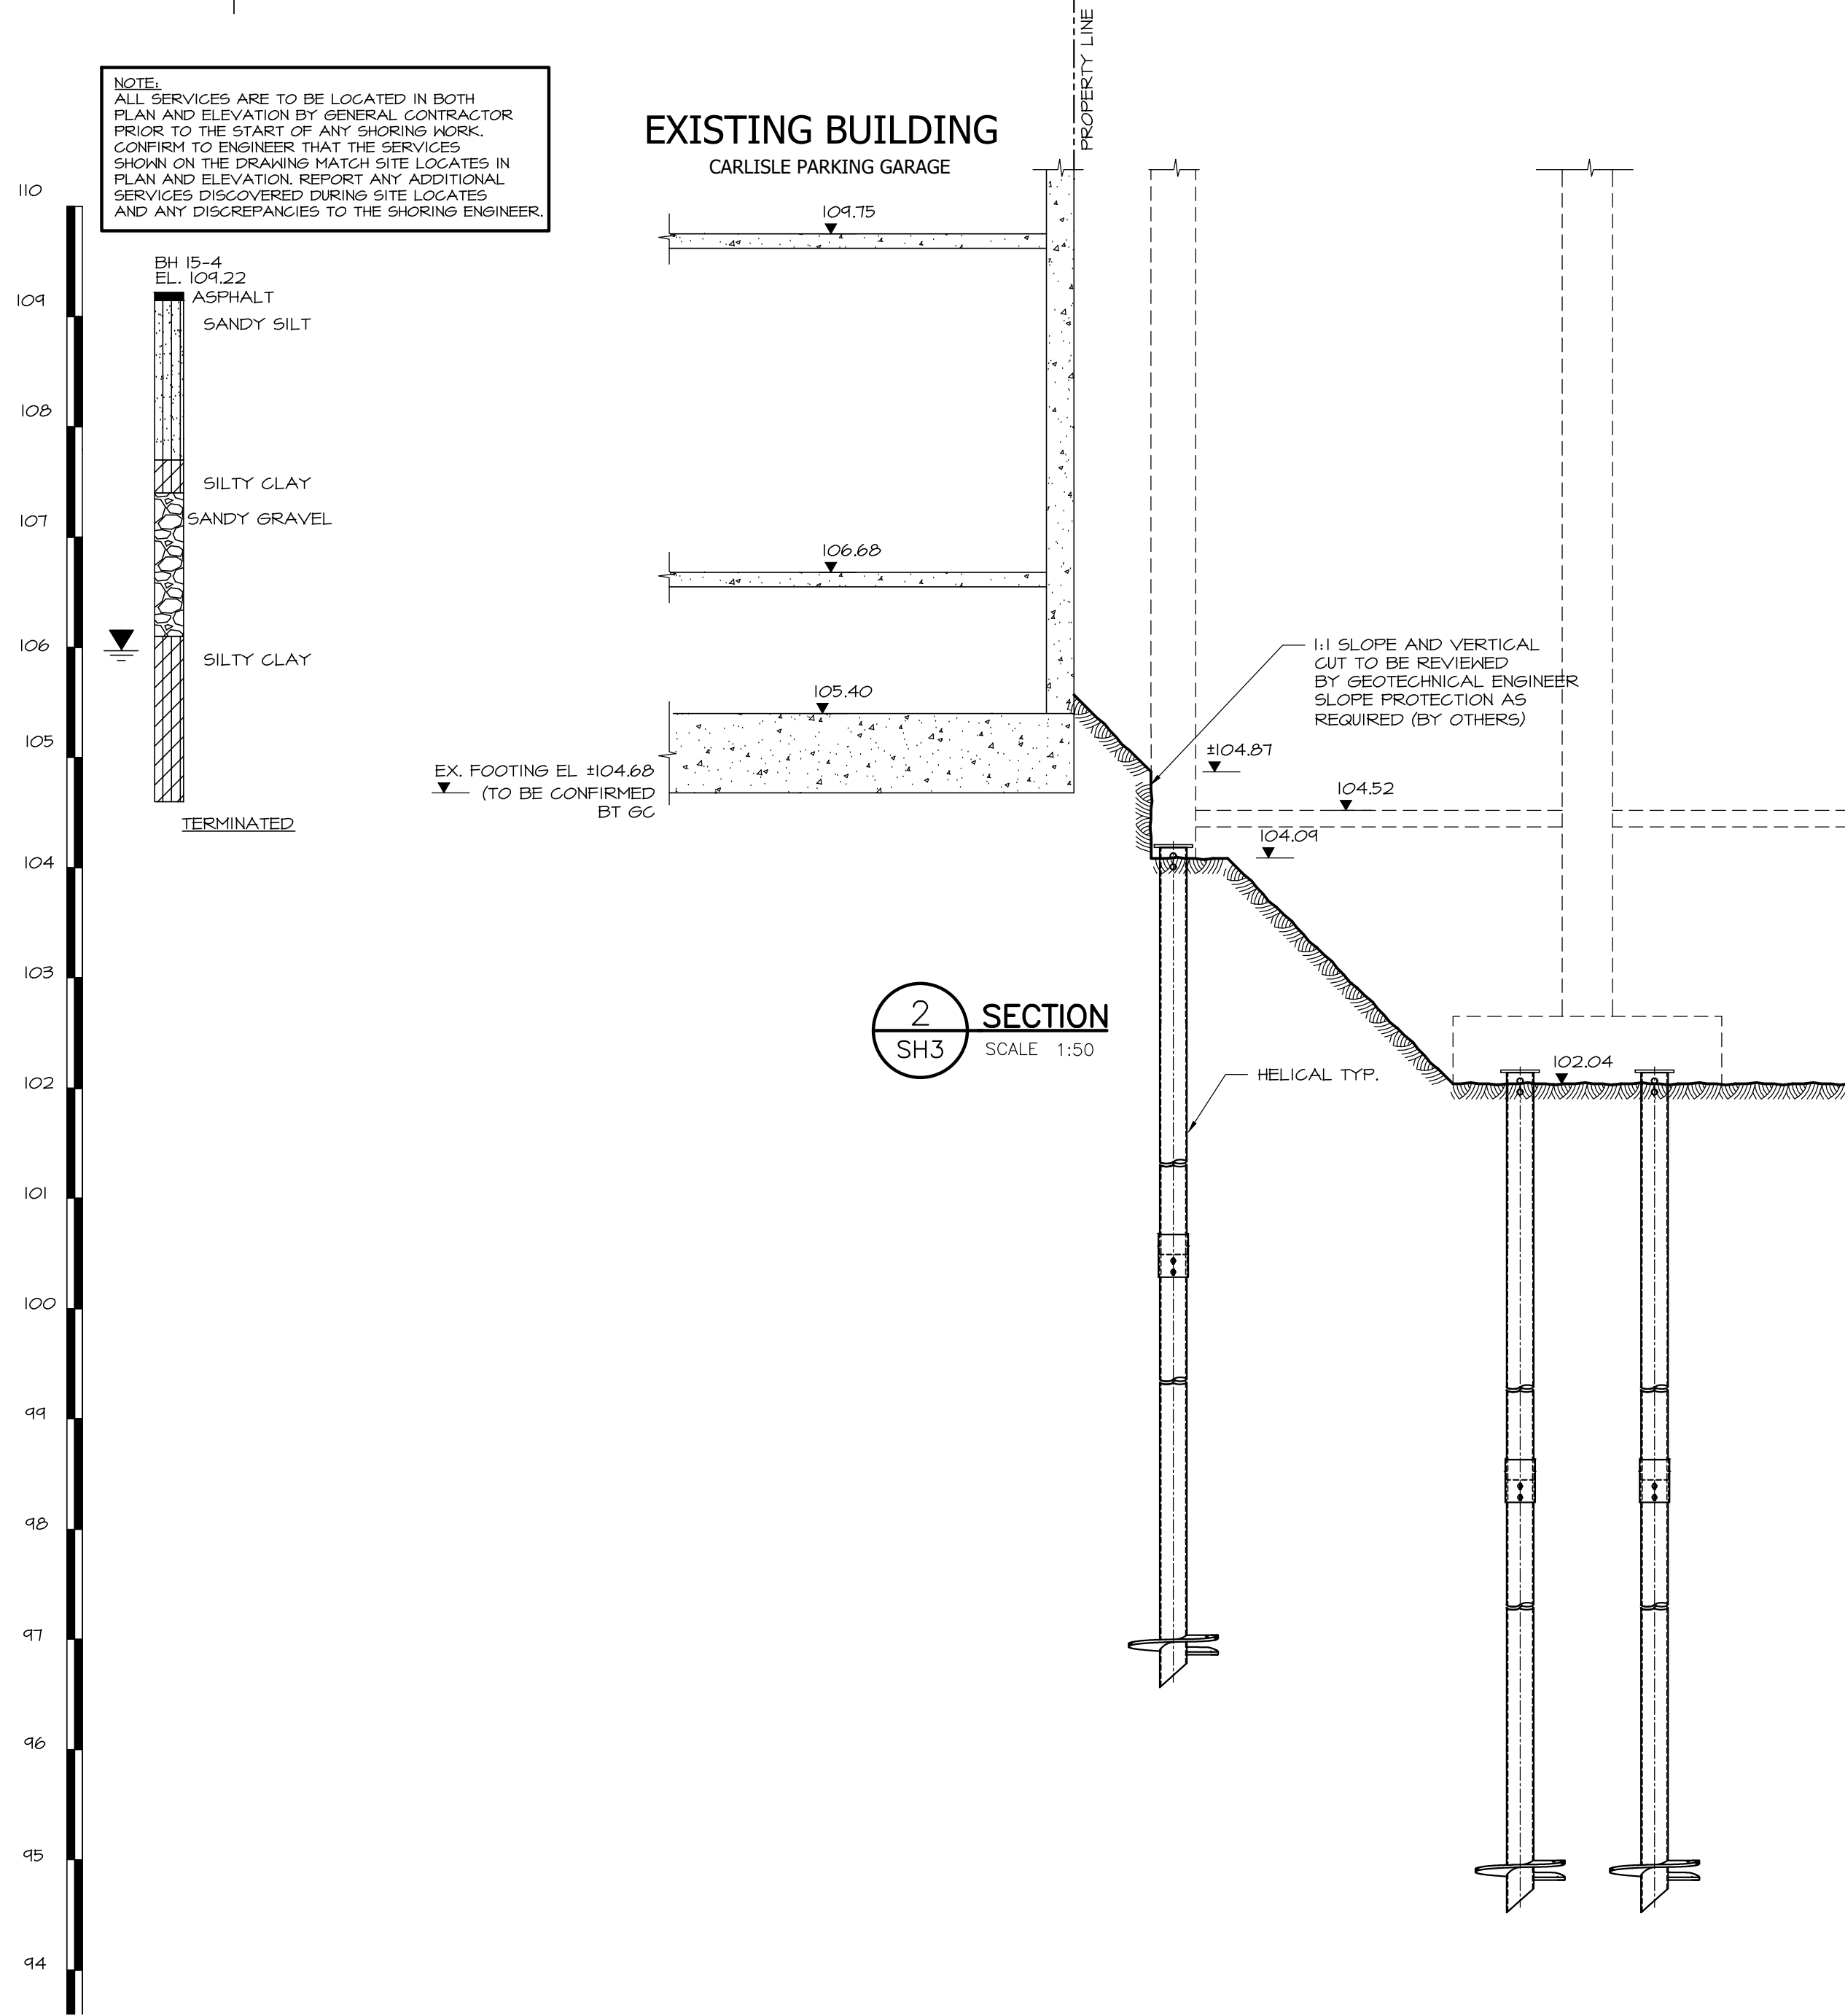 PROPERTY LINE
NOTE:
ALL SERVICES ARE TO BE LOCATED IN BOTH
PLAN AND ELEVATION BY GENERAL CONTRACTOR
PRIOR TO THE START OF ANY SHORING WORK.
CONFIRM TO ENGINEER THAT THE SERVICES
SHOWN ON THE DRAWING MATCH SITE LOCATES IN
PLAN AND ELEVATION. REPORT ANY ADDITIONAL
SERVICES DISCOVERED DURING SITE LOCATES
AND ANY DISCREPANCIES TO THE SHORING ENGINEER.
EXISTING BUILDING
CARLISLE PARKING GARAGE
110
109
108
107
106
105
104
103
102
101
100
99
98
97
96
95
94
BH 15-4
EL. 109.22
ASPHALT
SANDY SILT
SILTY CLAY
SANDY GRAVEL
SILTY CLAY
TERMINATED
109.75
106.68
105.40
EX. FOOTING EL ±104.68
(TO BE CONFIRMED
BT GC
1:1 SLOPE AND VERTICAL
CUT TO BE REVIEWED
BY GEOTECHNICAL ENGINEER
SLOPE PROTECTION AS
REQUIRED (BY OTHERS)
±104.87
104.52
104.09
2
SH3
SECTION
SCALE 1:50
HELICAL TYP.
102.04